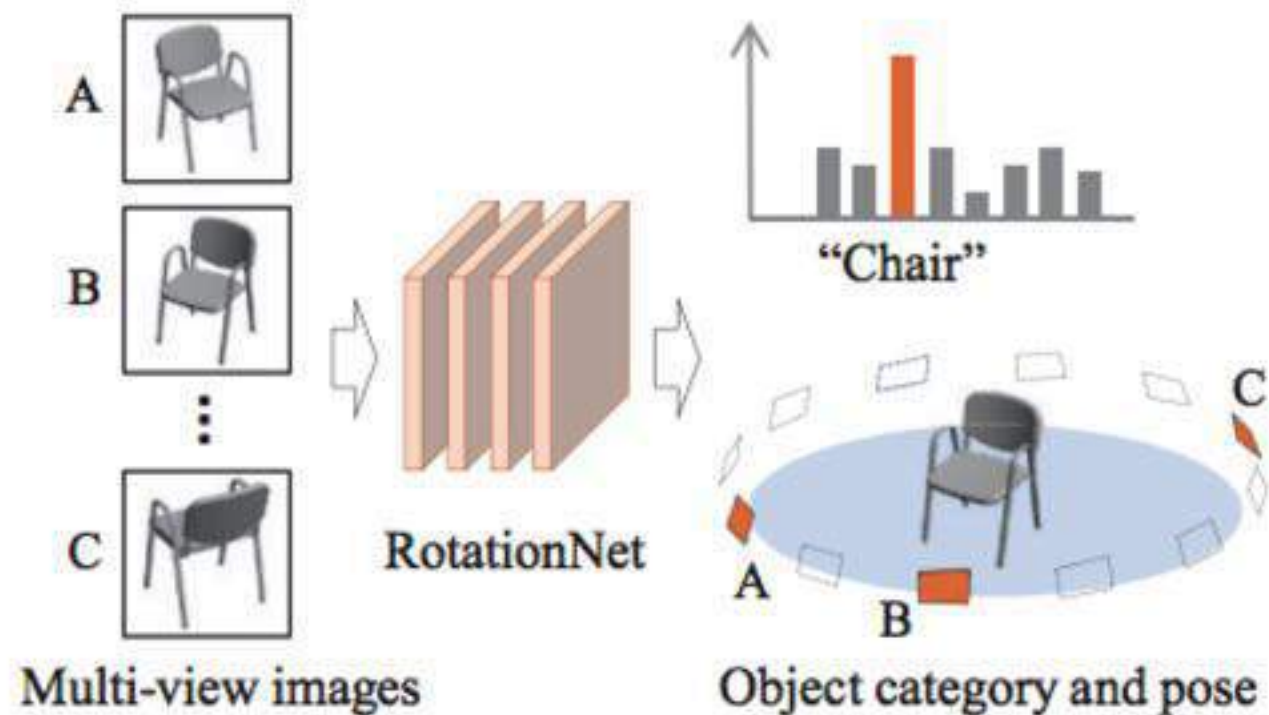 A
B
C
Multi-view images
RotationNet
“Chair”
C
A
B
Object category and pose